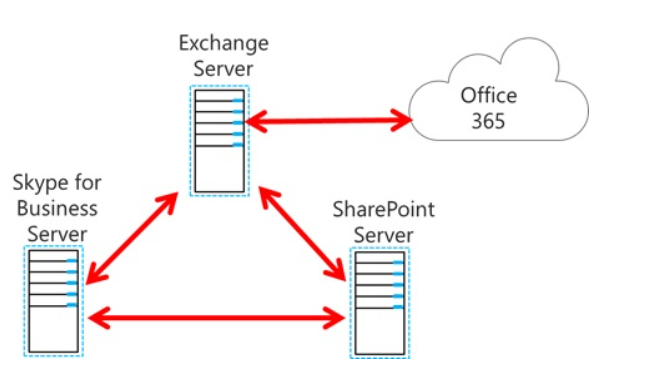 Exchange
Server
Office
365
Skype for
Business
Server
SharePoint
Server